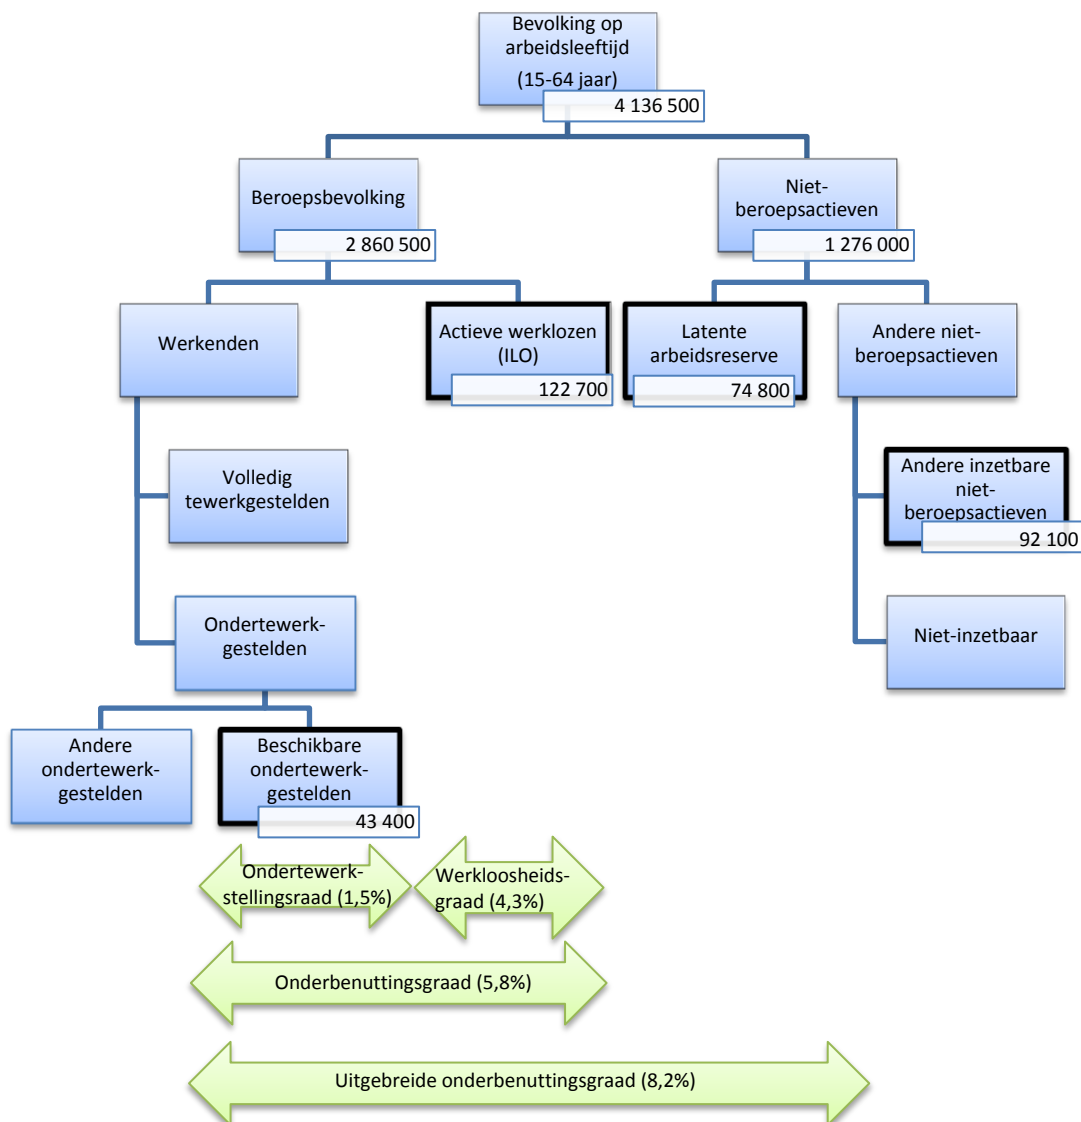 Bevolking op
arbeidsleeftijd
(15-64 jaar)
4 136 500
Beroepsbevolking
2 860 500
Niet-
beroepsactieven
1 276 000
Werkenden
Actieve werklozen
(ILO)
122 700
Latente
arbeidsreserve
74 800
Andere niet-
beroepsactieven
Volledig
tewerkgestelden
Andere inzetbare
niet-
beroepsactieven
92 100
Ondertewerk-
gestelden
Niet-inzetbaar
Andere
ondertewerk-
gestelden
Beschikbare
ondertewerk-
gestelden
43 400
Ondertewerk-
stellingsraad (1,5%)
Werkloosheids-
graad (4,3%)
Onderbenuttingsgraad (5,8%)
Uitgebreide onderbenuttingsgraad (8,2%)